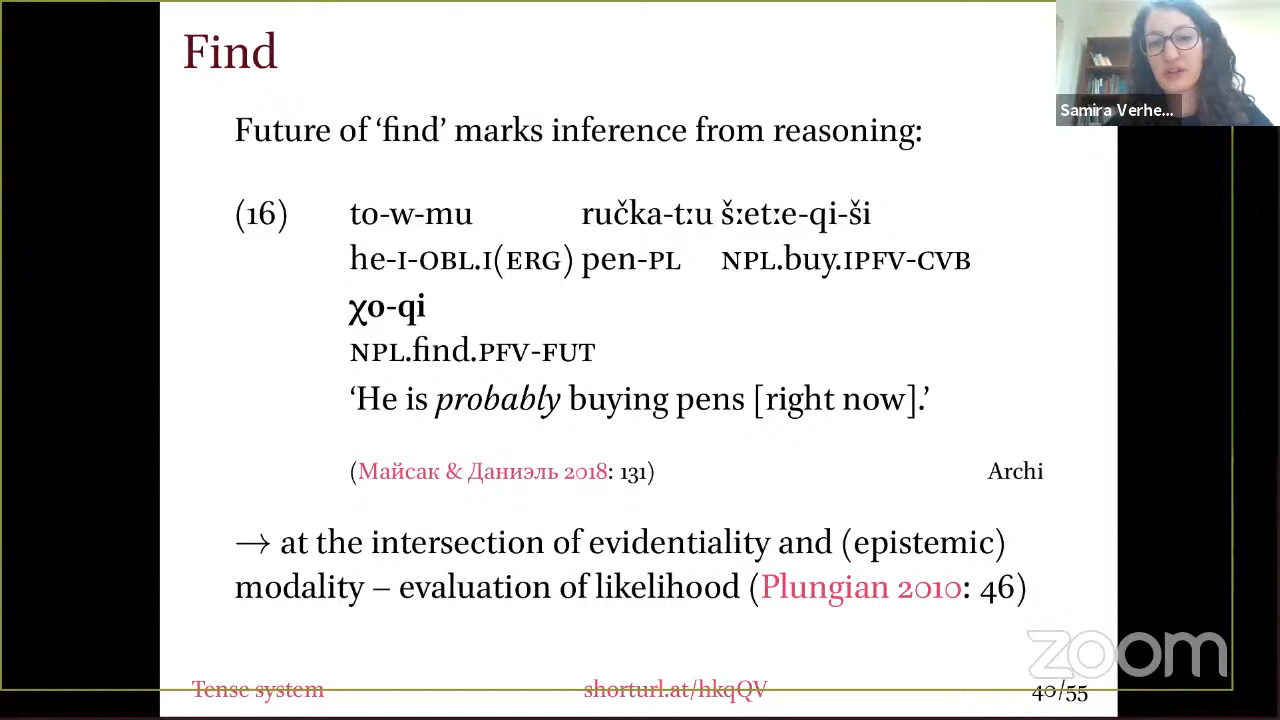 Find
Samira Verhe...
Future of ‘find’ marks inference from reasoning:
(16) to-w-mu ručka-tːu šːetːe-qi-ši
he-I-OBL.I(ERG) pen-PL NPL.buy.IPFV-CVB
χo-qi
NPL.find.PFV-FUT
‘He is probably buying pens [right now].’
(Майсак & Даниэль 2018: 131) Archi
→ at the intersection of evidentiality and (epistemic)
modality – evaluation of likelihood (Plungian 2010: 46)
zoom
Tense system shorturl.at/hkqQV 40/55